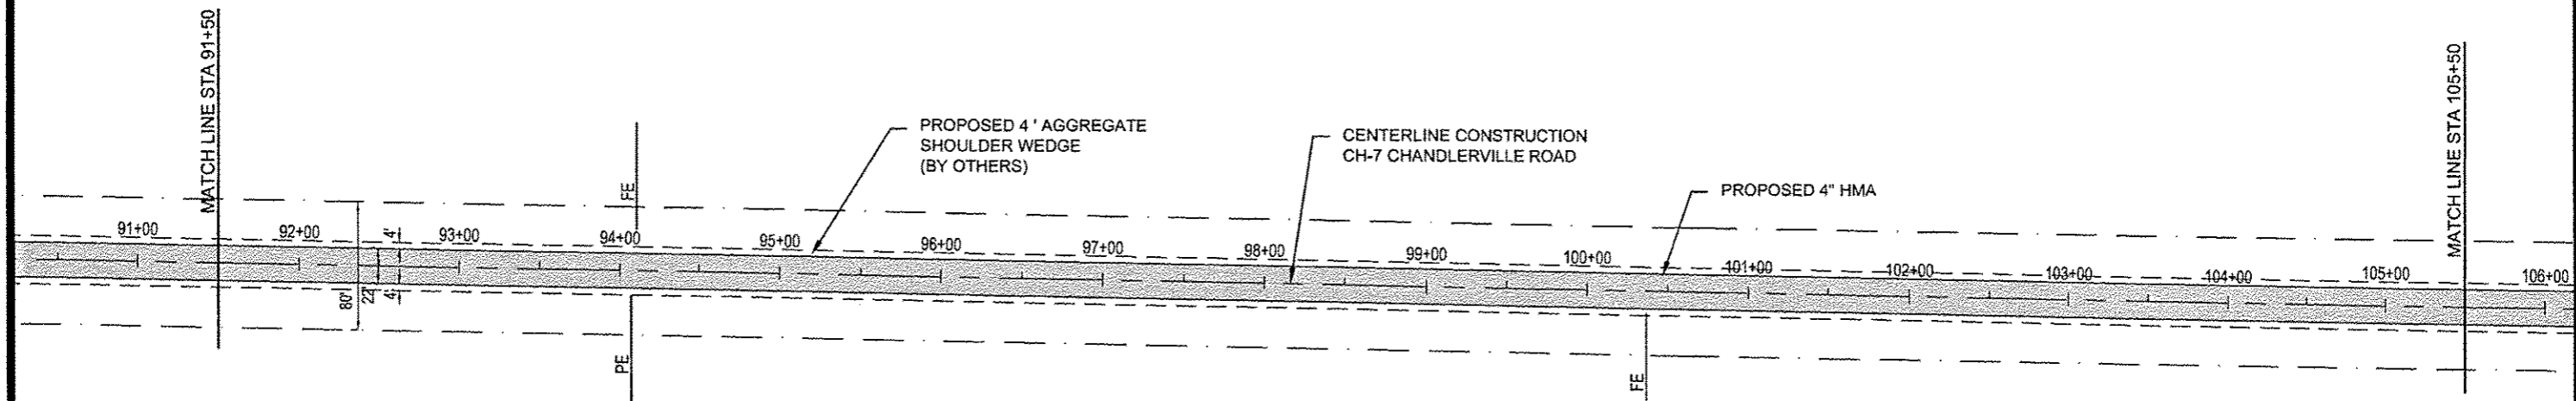 MATCH LINE STA 91+50
MATCH LINE STA 105+50
PROPOSED 4 ' AGGREGATE
SHOULDER WEDGE
(BY OTHERS)
CENTERLINE CONSTRUCTION
CH-7 CHANDLERVILLE ROAD
PROPOSED 4" HMA
FE
91+00
92+00
4'
93+00
94+00
95+00
96+00
97+00
98+00
99+00
100+00
101+00
102+00
103+00
104+00
105+00
106+00
80'
22'
4'
PE
FE